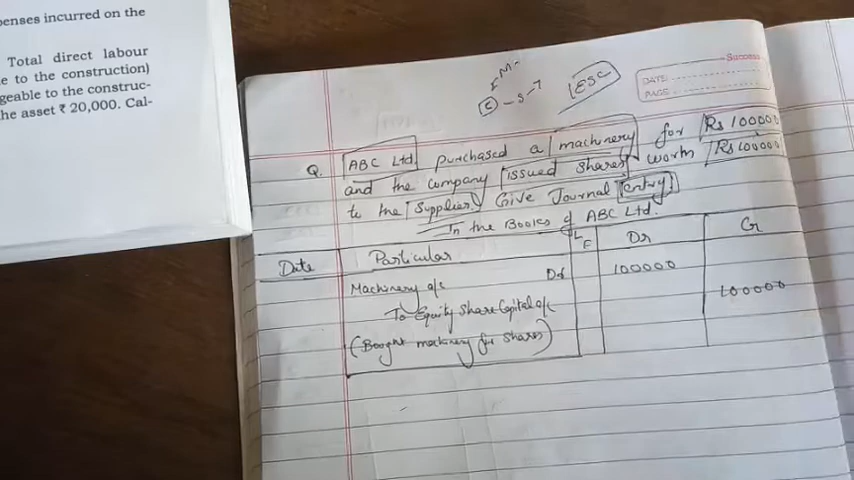 penses incurred on the
Total direct labour
e to the construction)
geable to the construc-
he asset ₹ 20,000. Cal-
Success
DATE:
PAGE
M
C - S - T
ESC
Q. ABC Ltd. purchased a machinery for Rs 100000
and the company issued shares worth Rs 100000
to the Supplier. Give Journal entry
In the Books of ABC Ltd.
Date Particular L F Dr Cr
Machinery a/c Dr 100000
To Equity Share Capital a/c 100000
(Bought machinery for shares)